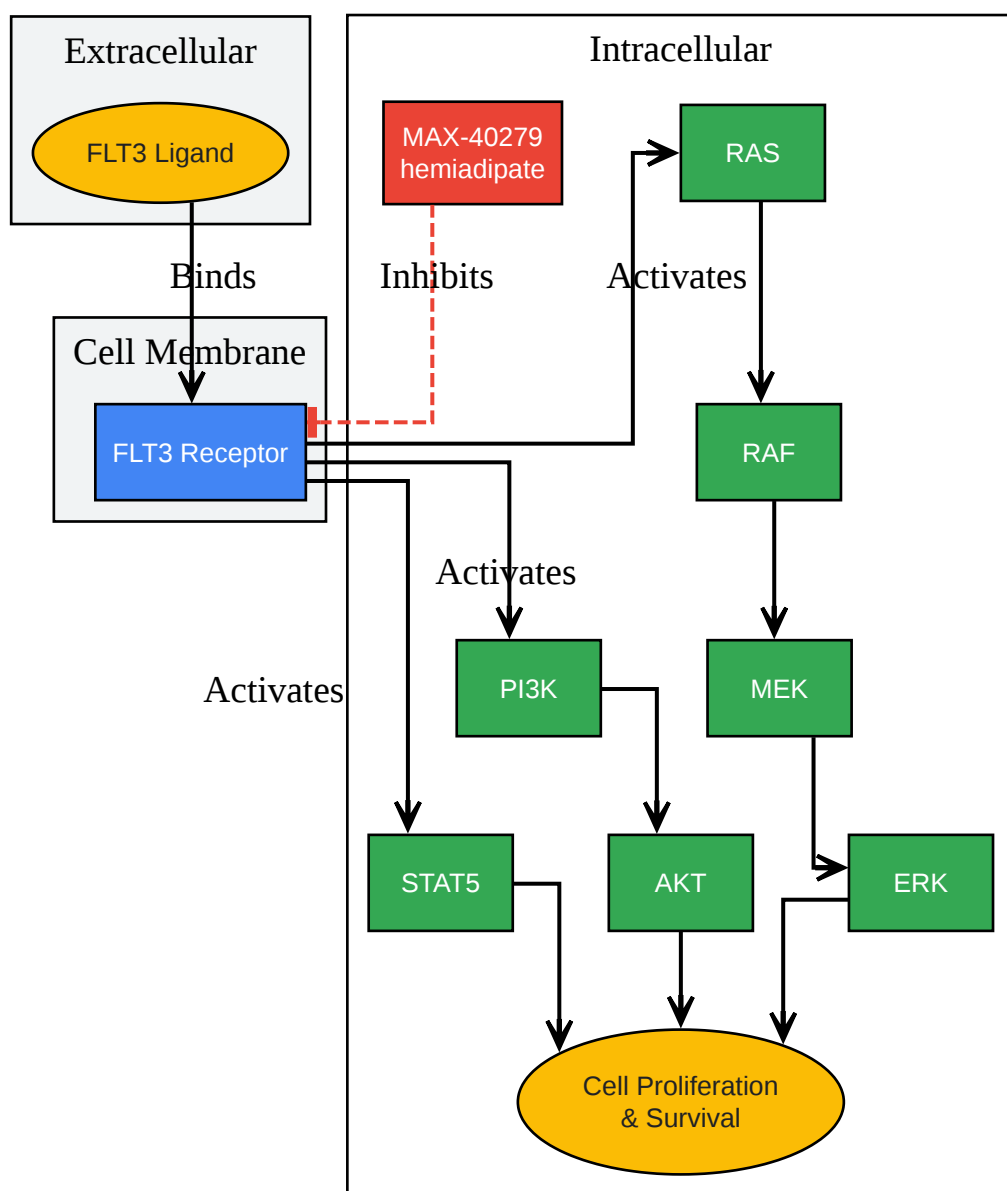 Extracellular
Intracellular
FLT3 Ligand
MAX-40279
hemiadipate
RAS
Binds
Inhibits
Activates
Cell Membrane
FLT3 Receptor
RAF
Activates
PI3K
MEK
Activates
STAT5
AKT
ERK
Cell Proliferation
& Survival